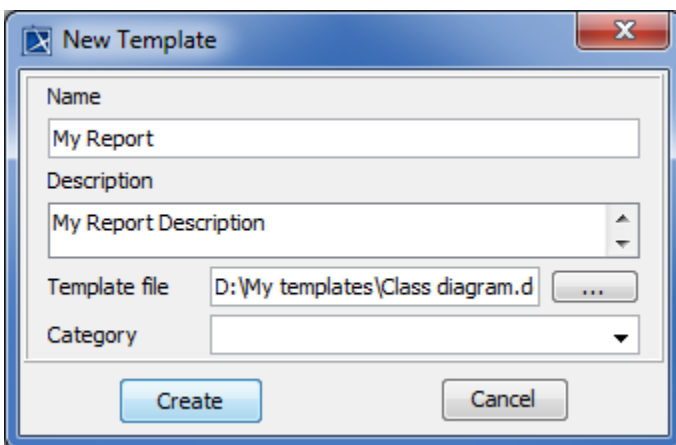 New Template
Name
My Report
Description
My Report Description
Template file D:\My templates\Class diagram.d ...
Category
Create Cancel